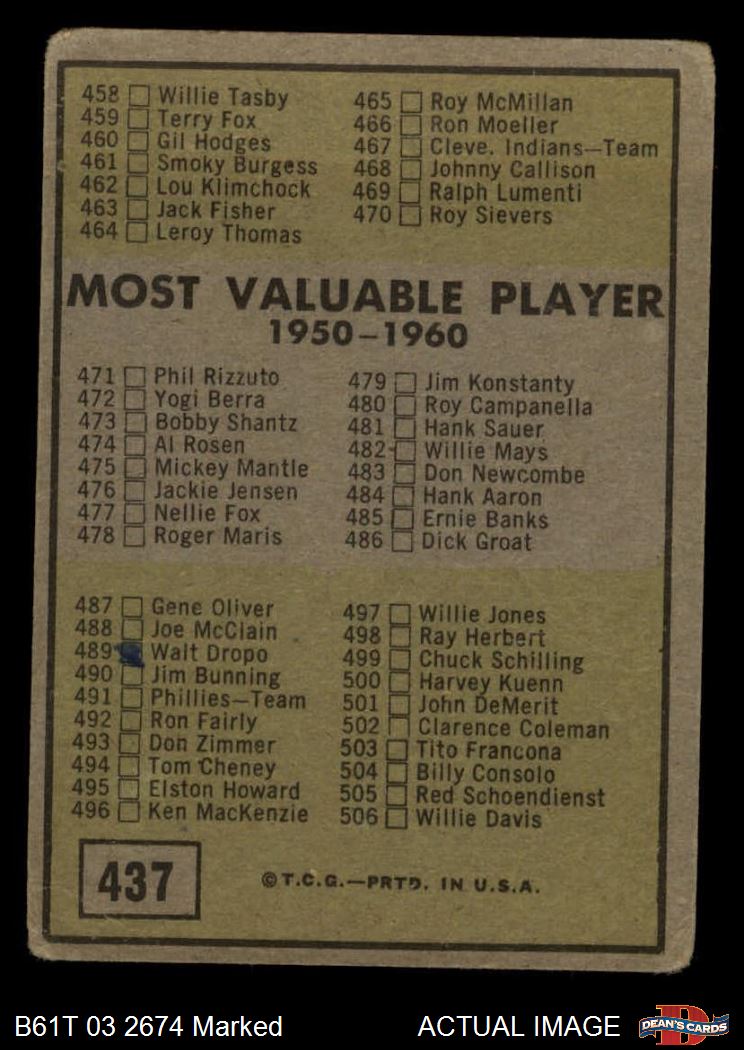 458 Willie Tasby
459 Terry Fox
460 Gil Hodges
461 Smoky Burgess
462 Lou Klimchock
463 Jack Fisher
464 Leroy Thomas
465 Roy McMillan
466 Ron Moeller
467 Cleve. Indians—Team
468 Johnny Callison
469 Ralph Lumenti
470 Roy Sievers
MOST VALUABLE PLAYER
1950–1960
471 Phil Rizzuto
472 Yogi Berra
473 Bobby Shantz
474 Al Rosen
475 Mickey Mantle
476 Jackie Jensen
477 Nellie Fox
478 Roger Maris
479 Jim Konstanty
480 Roy Campanella
481 Hank Sauer
482 Willie Mays
483 Don Newcombe
484 Hank Aaron
485 Ernie Banks
486 Dick Groat
487 Gene Oliver
488 Joe McClain
489 Walt Dropo
490 Jim Bunning
491 Phillies—Team
492 Ron Fairly
493 Don Zimmer
494 Tom Cheney
495 Elston Howard
496 Ken MacKenzie
497 Willie Jones
498 Ray Herbert
499 Chuck Schilling
500 Harvey Kuenn
501 John DeMerit
502 Clarence Coleman
503 Tito Francona
504 Billy Consolo
505 Red Schoendienst
506 Willie Davis
437
©T.C.G.—PRTD. IN U.S.A.
B61T 03 2674 Marked
ACTUAL IMAGE
DEAN'S CARDS